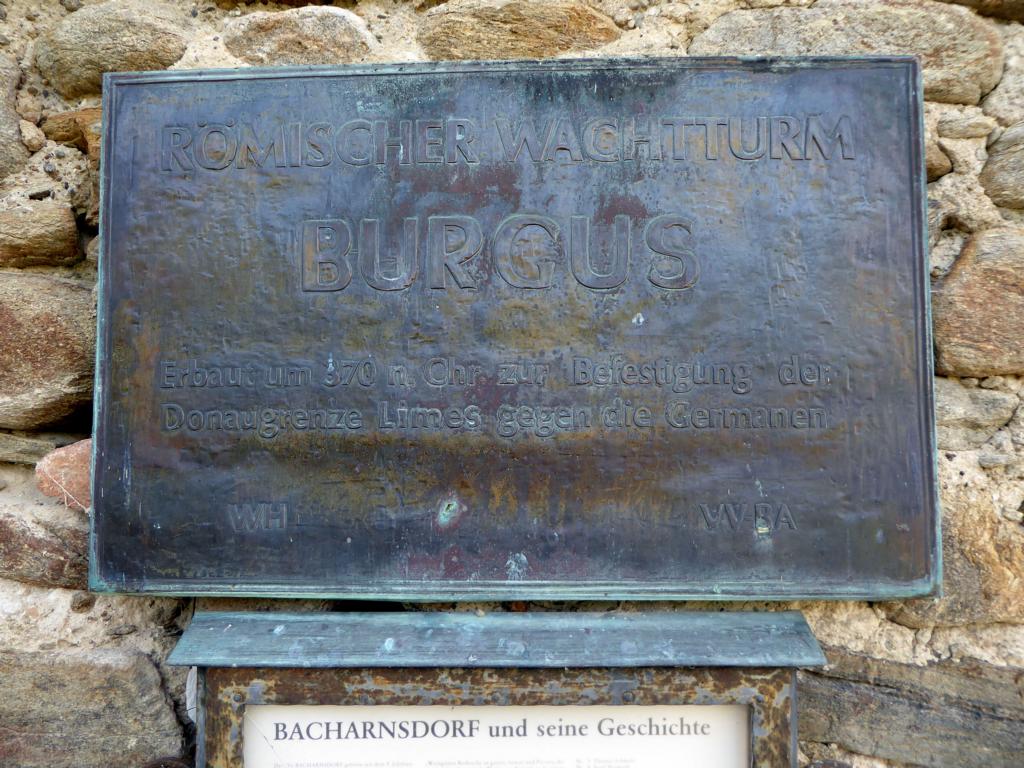 RÖMISCHER WACHTTURM
BURGUS
Erbaut um 370 n. Chr. zur Befestigung der
Donaugrenze Limes gegen die Germanen
WH VV-BA
BACHARNSDORF und seine Geschichte